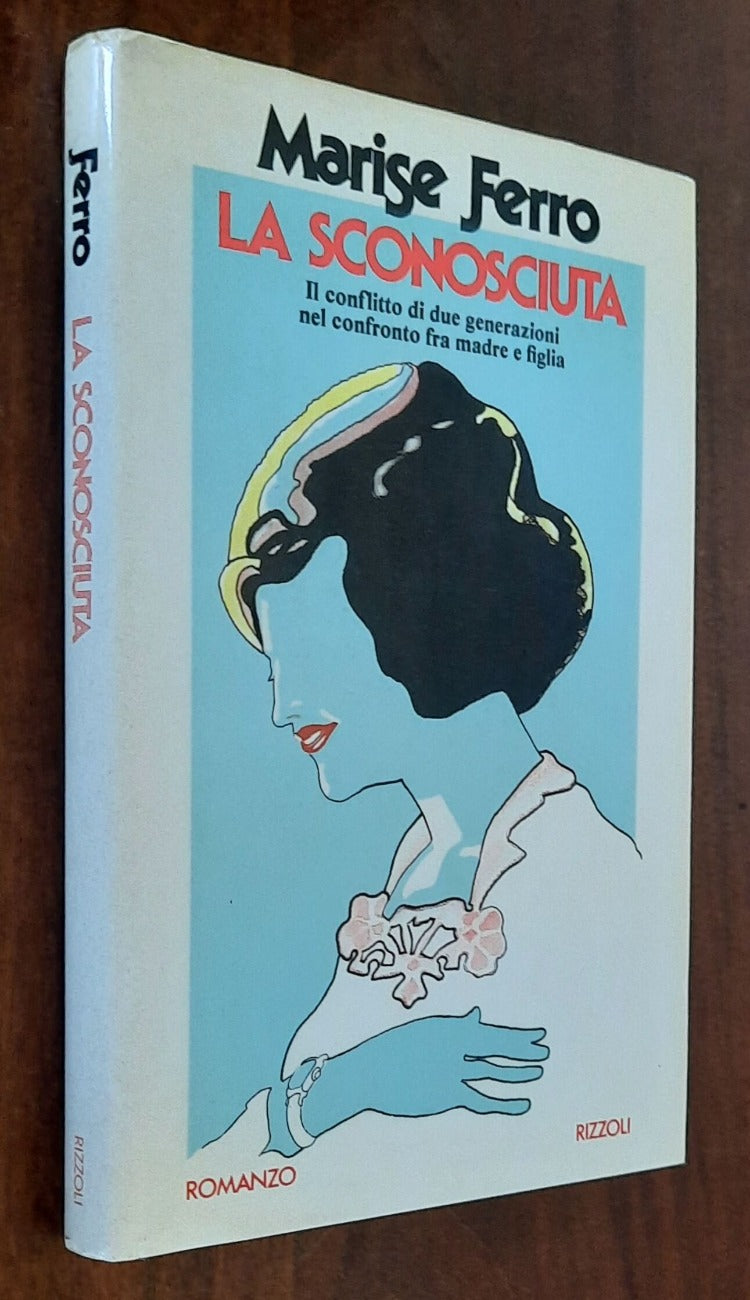 Ferro LA SCONOSCIUTA RIZZOLI
Marise Ferro
LA SCONOSCIUTA
Il conflitto di due generazioni
nel confronto fra madre e figlia
ROMANZO
RIZZOLI